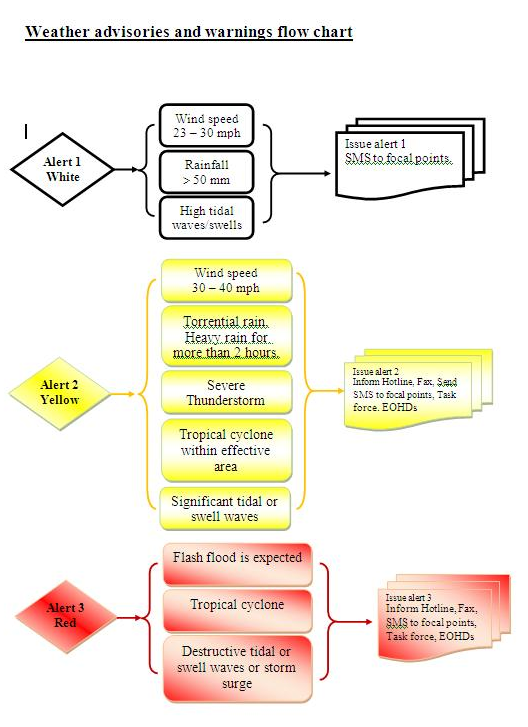 Weather advisories and warnings flow chart
Alert 1
White
Wind speed
23 – 30 mph
Rainfall
> 50 mm
High tidal
waves/swells
Issue alert 1
SMS to focal points.
Alert 2
Yellow
Wind speed
30 – 40 mph
Torrential rain.
Heavy rain for
more than 2 hours.
Severe
Thunderstorm
Tropical cyclone
within effective
area
Significant tidal or
swell waves
Issue alert 2
Inform Hotline, Fax, Send
SMS to focal points, Task
force. EOHDs
Alert 3
Red
Flash flood is expected
Tropical cyclone
Destructive tidal or
swell waves or storm
surge
Issue alert 3
Inform Hotline, Fax,
SMS to focal points,
Task force, EOHDs